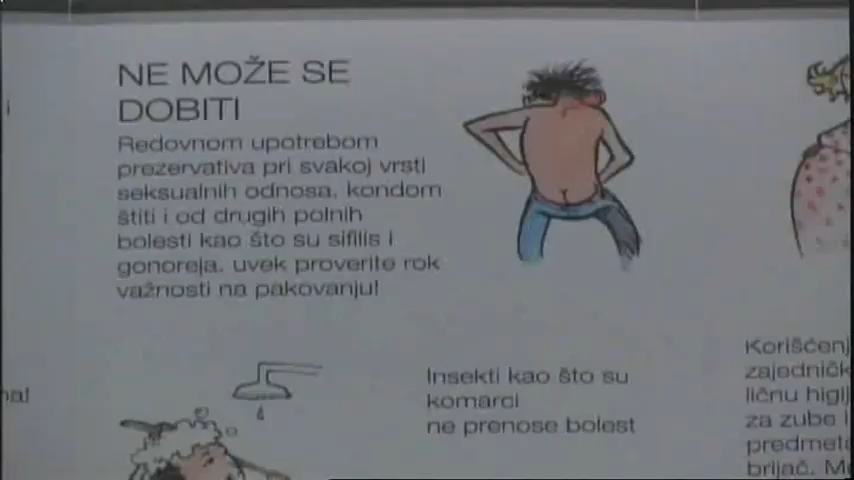 NE MOŽE SE
DOBITI
Redovnom upotrebom
prezervativa pri svakoj vrsti
seksualnih odnosa, kondom
štiti i od drugih polnih
bolesti kao što su sifilis i
gonoreja. uvek proverite rok
važnosti na pakovanju!
Insekti kao što su
komarci
ne prenose bolest
Korišćenj
zajedničk
ličnu higij
za zube i
predmeta
brijač. M